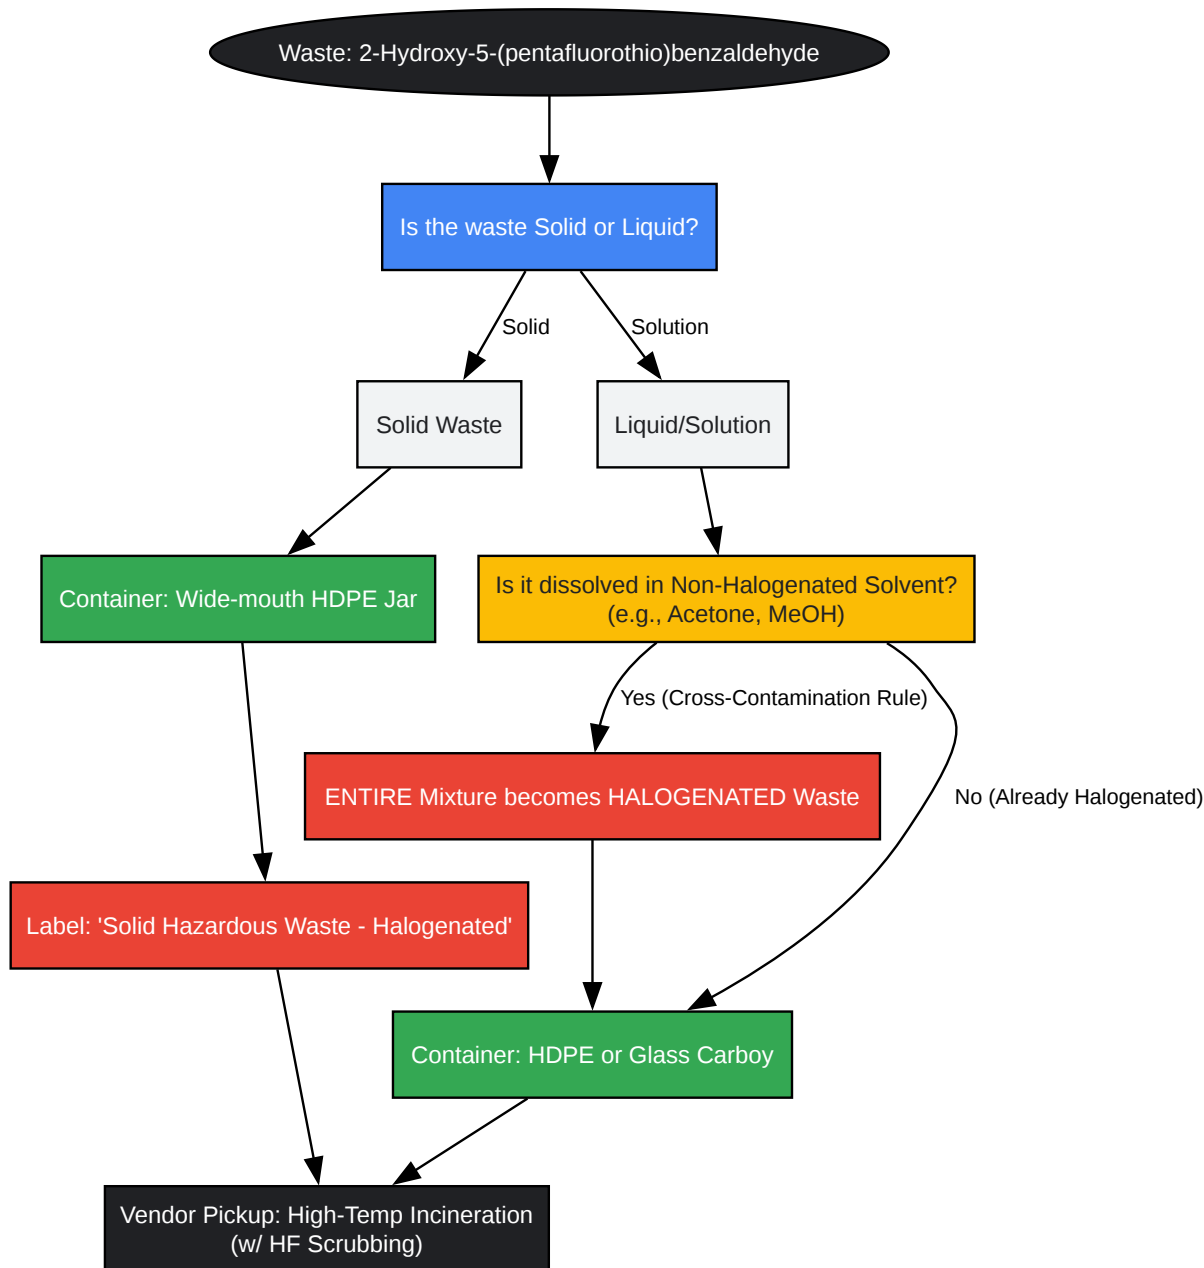 Waste: 2-Hydroxy-5-(pentafluorothio)benzaldehyde
Is the waste Solid or Liquid?
Solid
Solution
Solid Waste
Liquid/Solution
Container: Wide-mouth HDPE Jar
Is it dissolved in Non-Halogenated Solvent?
(e.g., Acetone, MeOH)
Yes (Cross-Contamination Rule)
ENTIRE Mixture becomes HALOGENATED Waste
No (Already Halogenated)
Label: 'Solid Hazardous Waste - Halogenated'
Container: HDPE or Glass Carboy
Vendor Pickup: High-Temp Incineration
(w/ HF Scrubbing)